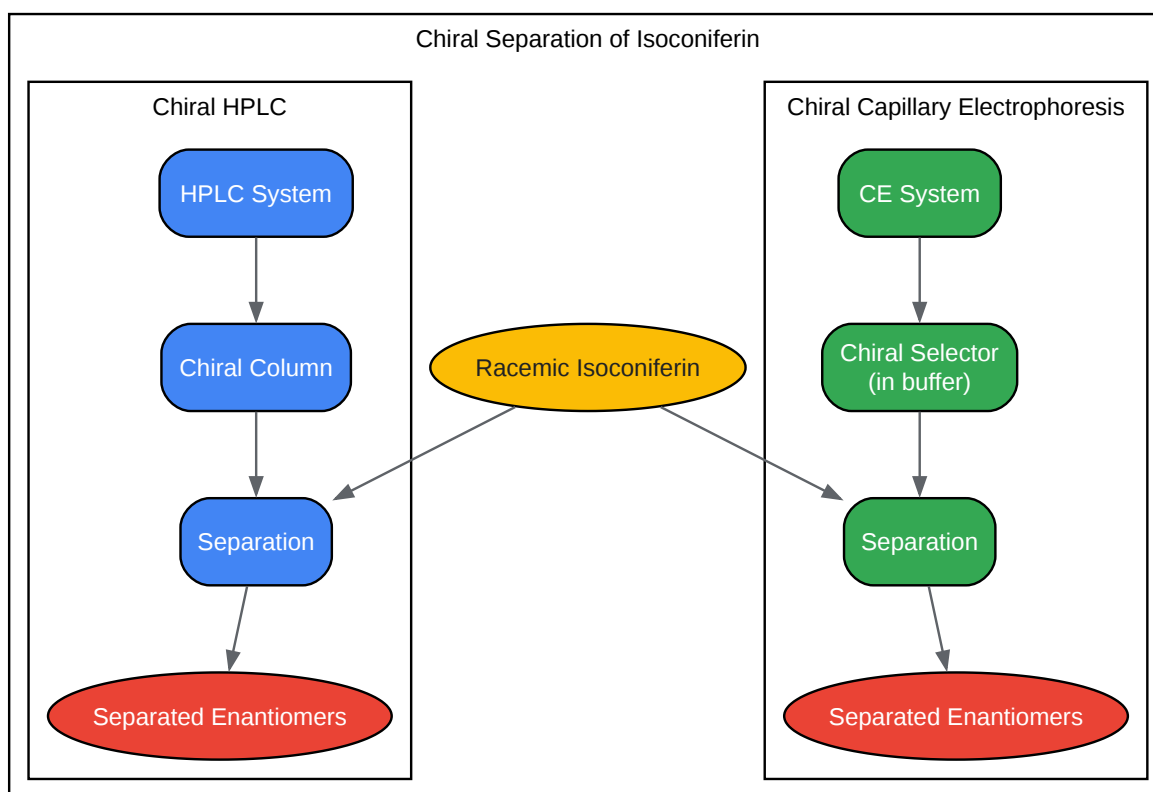 Chiral Separation of Isoconiferin
Chiral HPLC
HPLC System
Chiral Column
Separation
Separated Enantiomers
Racemic Isoconiferin
Chiral Capillary Electrophoresis
CE System
Chiral Selector
(in buffer)
Separation
Separated Enantiomers